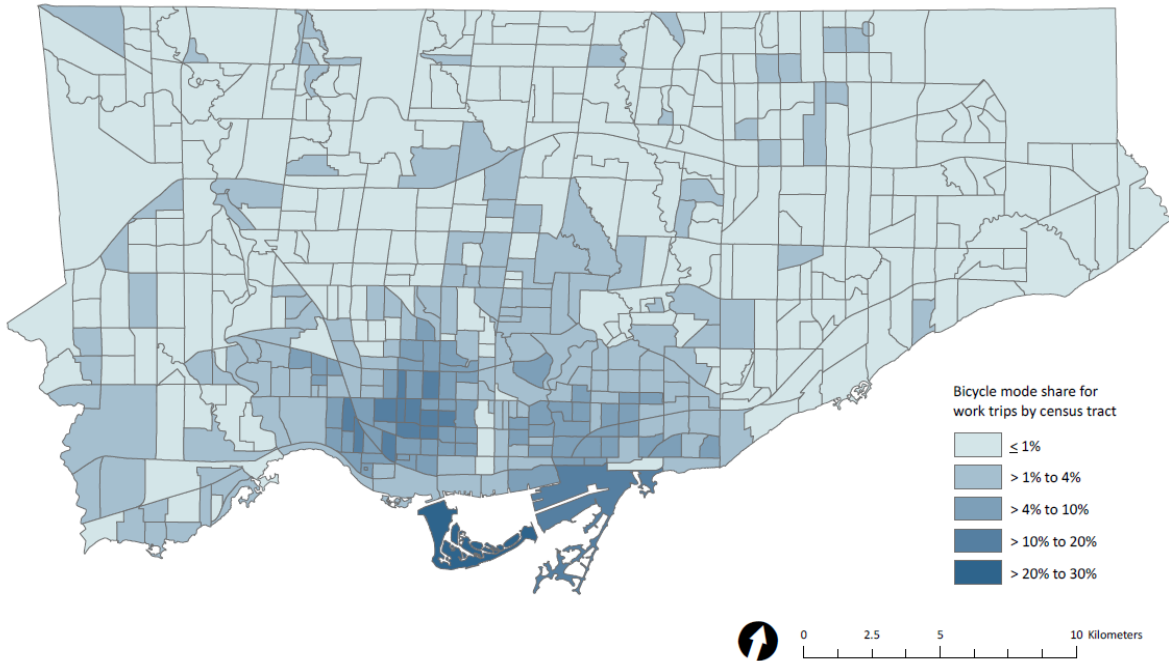 Bicycle mode share for
work trips by census tract
≤ 1%
> 1% to 4%
> 4% to 10%
> 10% to 20%
> 20% to 30%
0 2.5 5 10 Kilometers